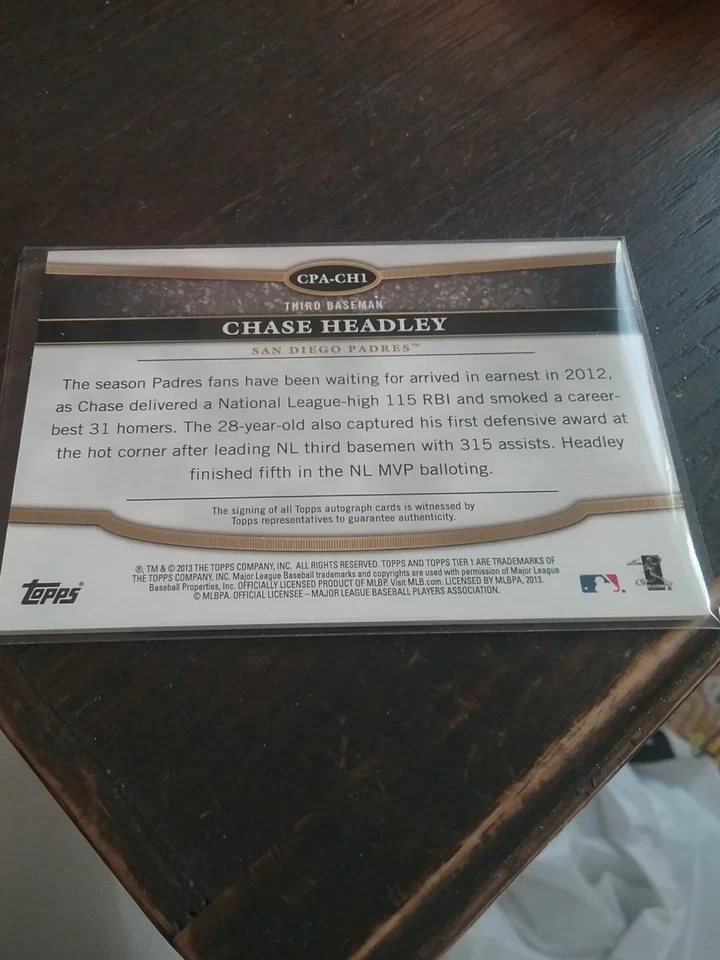 CPA-CH1
THIRD BASEMAN
CHASE HEADLEY
SAN DIEGO PADRES™
The season Padres fans have been waiting for arrived in earnest in 2012,
as Chase delivered a National League-high 115 RBI and smoked a career-
best 31 homers. The 28-year-old also captured his first defensive award at
the hot corner after leading NL third basemen with 315 assists. Headley
finished fifth in the NL MVP balloting.
The signing of all Topps autograph cards is witnessed by
Topps representatives to guarantee authenticity.
®, TM & © 2013 THE TOPPS COMPANY, INC. ALL RIGHTS RESERVED. TOPPS AND TOPPS TIER 1 ARE TRADEMARKS OF
THE TOPPS COMPANY, INC. Major League Baseball trademarks and copyrights are used with permission of Major League
Baseball Properties, Inc. OFFICIALLY LICENSED PRODUCT OF MLBP. Visit MLB.com. LICENSED BY MLBPA, 2013.
© MLBPA. OFFICIAL LICENSEE – MAJOR LEAGUE BASEBALL PLAYERS ASSOCIATION.
Topps®